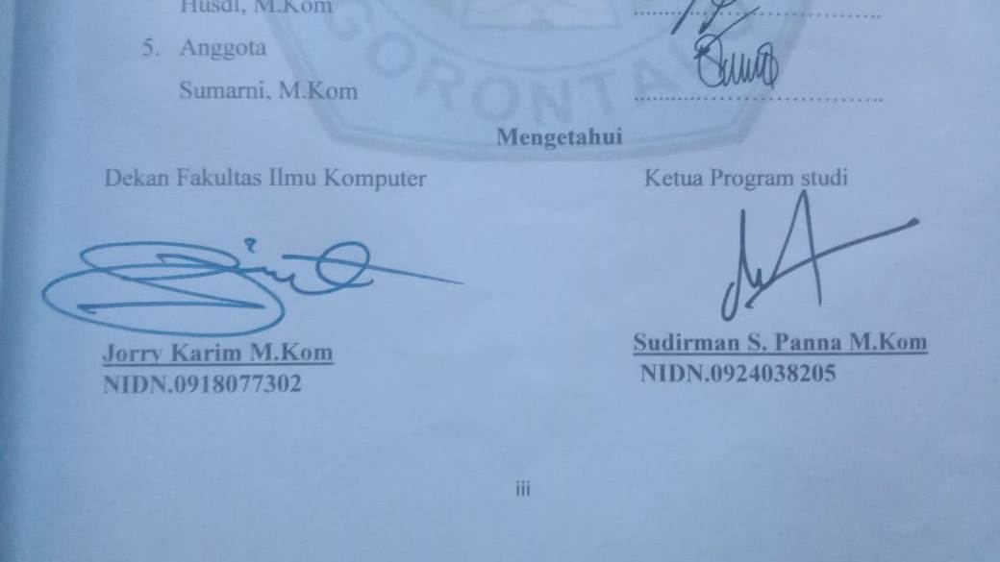 Husdi, M.Kom
5. Anggota
Sumarni, M.Kom
GORONTALO
Mengetahui
Dekan Fakultas Ilmu Komputer
Ketua Program studi
Jorry Karim M.Kom
Sudirman S. Panna M.Kom
NIDN.0918077302
NIDN.0924038205
iii